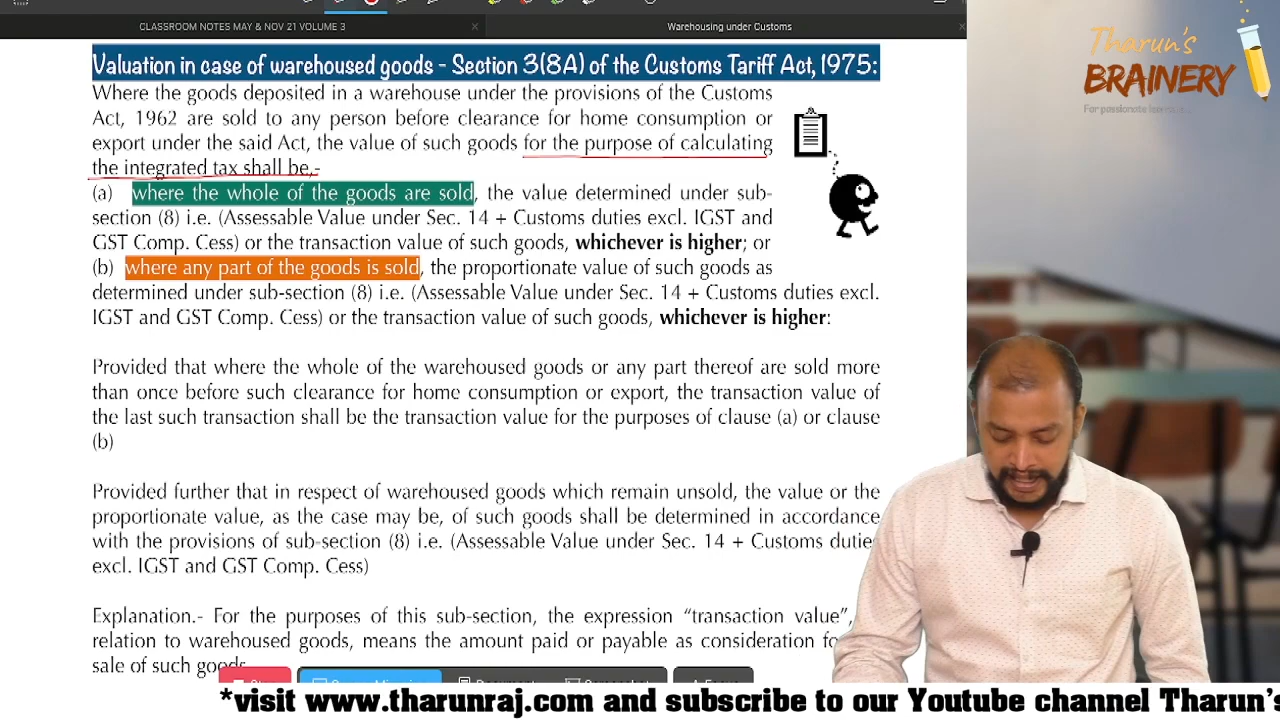 CLASSROOM NOTES MAY & NOV 21 VOLUME 3
Warehousing under Customs
Tharun's
BRAINERY
For passionate learners...
Valuation in case of warehoused goods - Section 3(8A) of the Customs Tariff Act, 1975:
Where the goods deposited in a warehouse under the provisions of the Customs
Act, 1962 are sold to any person before clearance for home consumption or
export under the said Act, the value of such goods for the purpose of calculating
the integrated tax shall be,-
(a) where the whole of the goods are sold, the value determined under sub-
section (8) i.e. (Assessable Value under Sec. 14 + Customs duties excl. IGST and
GST Comp. Cess) or the transaction value of such goods, whichever is higher; or
(b) where any part of the goods is sold, the proportionate value of such goods as
determined under sub-section (8) i.e. (Assessable Value under Sec. 14 + Customs duties excl.
IGST and GST Comp. Cess) or the transaction value of such goods, whichever is higher:
Provided that where the whole of the warehoused goods or any part thereof are sold more
than once before such clearance for home consumption or export, the transaction value of
the last such transaction shall be the transaction value for the purposes of clause (a) or clause
(b)
Provided further that in respect of warehoused goods which remain unsold, the value or the
proportionate value, as the case may be, of such goods shall be determined in accordance
with the provisions of sub-section (8) i.e. (Assessable Value under Sec. 14 + Customs dutie
excl. IGST and GST Comp. Cess)
Explanation.- For the purposes of this sub-section, the expression "transaction value",
relation to warehoused goods, means the amount paid or payable as consideration fo
sale of such goods
*visit www.tharunraj.com and subscribe to our Youtube channel Tharun's